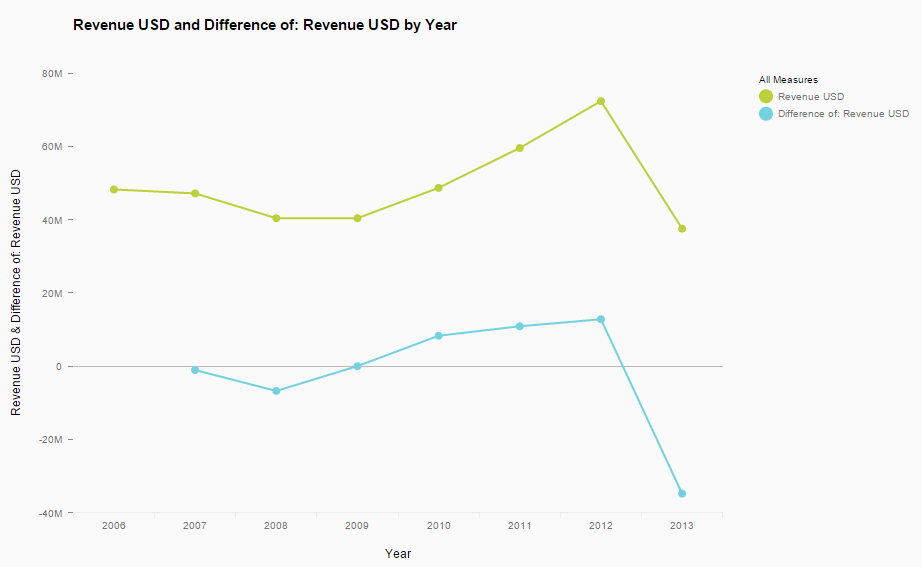 Revenue USD and Difference of: Revenue USD by Year
All Measures
Revenue USD
Difference of: Revenue USD
Revenue USD & Difference of: Revenue USD
80M
60M
40M
20M
0
-20M
-40M
2006 2007 2008 2009 2010 2011 2012 2013
Year